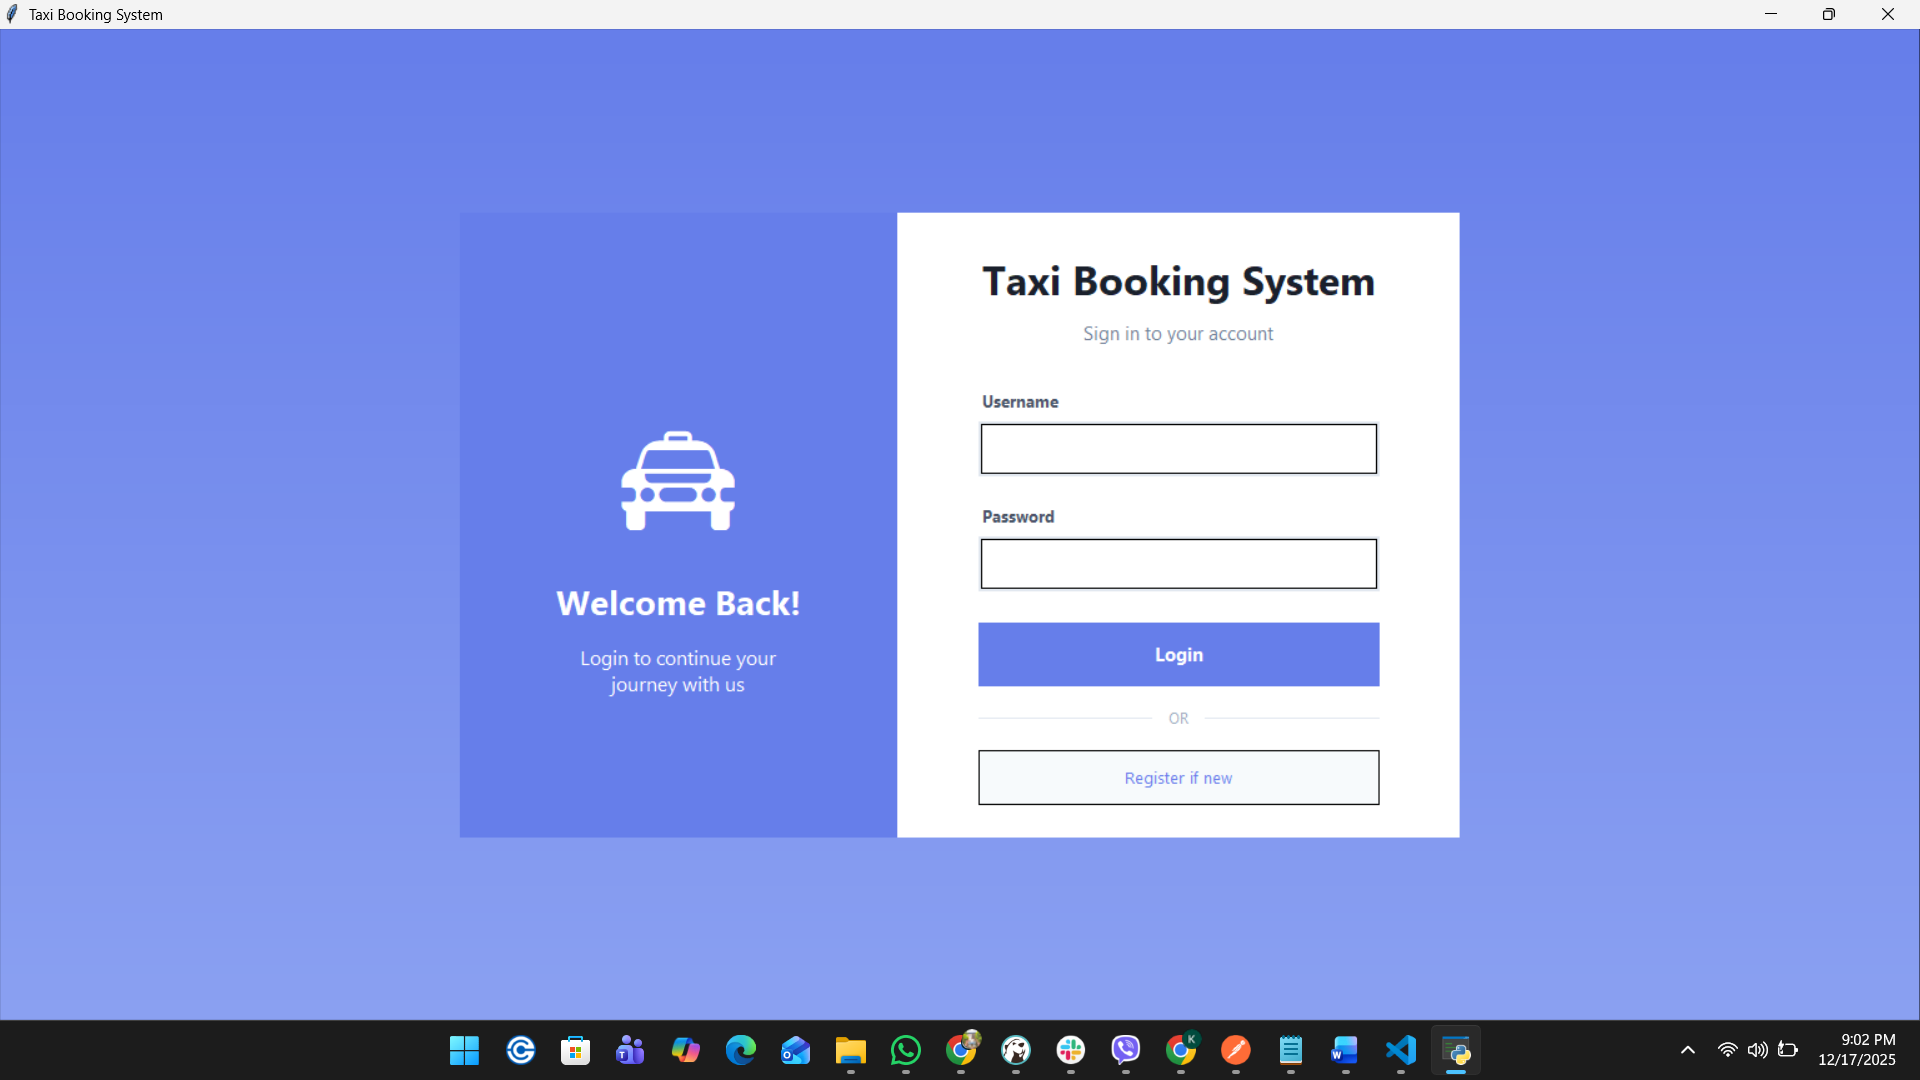 Taxi Booking System
Taxi Booking System
Sign in to your account
Username
Password
Welcome Back!
Login to continue your
journey with us
Login
OR
Register if new
K
9:02 PM
12/17/2025